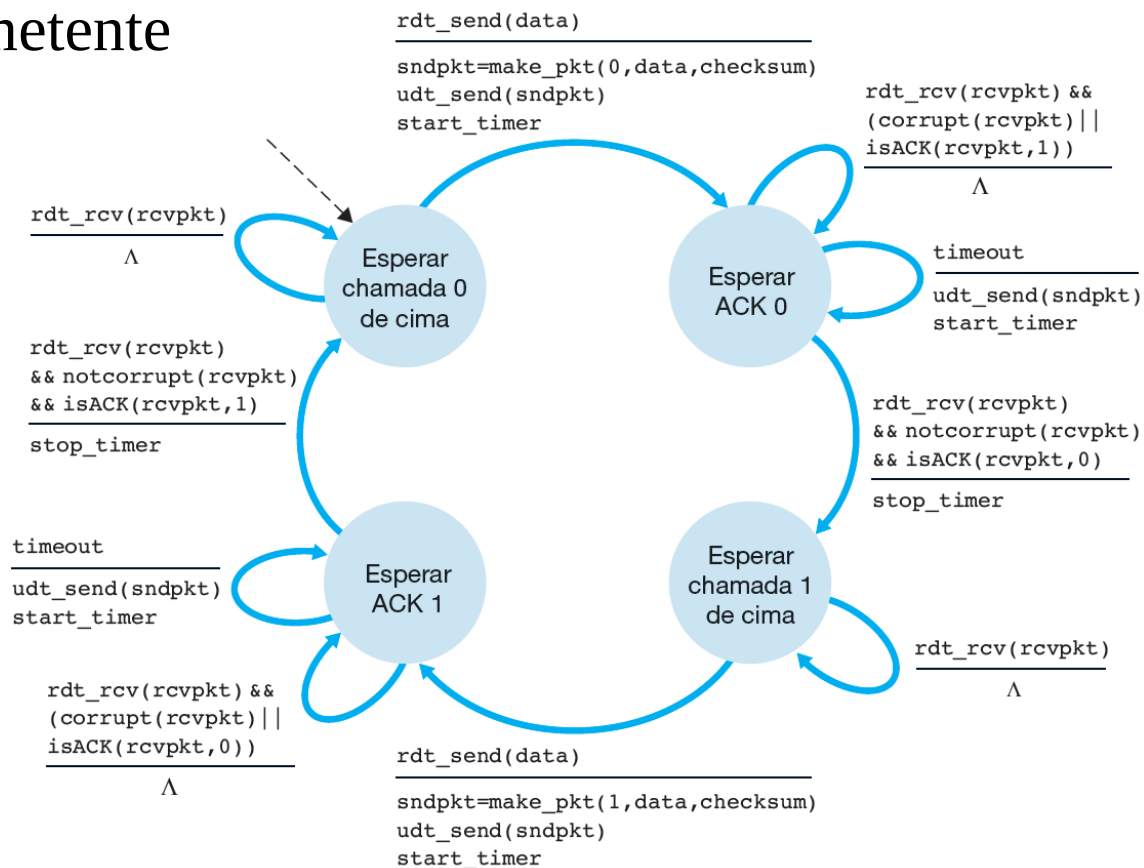 netente
rdt_send(data)
sndpkt=make_pkt(0,data,checksum)
udt_send(sndpkt)
start_timer
rdt_rcv(rcvpkt) &&
(corrupt(rcvpkt)||
isACK(rcvpkt,1))
Λ
rdt_rcv(rcvpkt)
Λ
Esperar
chamada 0
de cima
Esperar
ACK 0
timeout
udt_send(sndpkt)
start_timer
rdt_rcv(rcvpkt)
&& notcorrupt(rcvpkt)
&& isACK(rcvpkt,1)
stop_timer
rdt_rcv(rcvpkt)
&& notcorrupt(rcvpkt)
&& isACK(rcvpkt,0)
stop_timer
timeout
udt_send(sndpkt)
start_timer
Esperar
ACK 1
Esperar
chamada 1
de cima
rdt_rcv(rcvpkt)
Λ
rdt_rcv(rcvpkt) &&
(corrupt(rcvpkt)||
isACK(rcvpkt,0))
Λ
rdt_send(data)
sndpkt=make_pkt(1,data,checksum)
udt_send(sndpkt)
start_timer